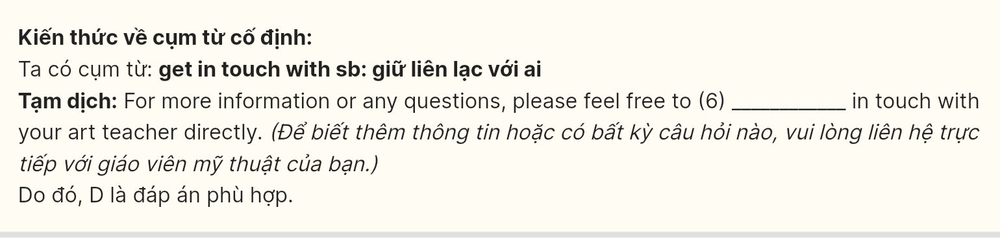 Kiến thức về cụm từ cố định:
Ta có cụm từ: get in touch with sb: giữ liên lạc với ai
Tạm dịch: For more information or any questions, please feel free to (6) ____________ in touch with
your art teacher directly. (Để biết thêm thông tin hoặc có bất kỳ câu hỏi nào, vui lòng liên hệ trực
tiếp với giáo viên mỹ thuật của bạn.)
Do đó, D là đáp án phù hợp.